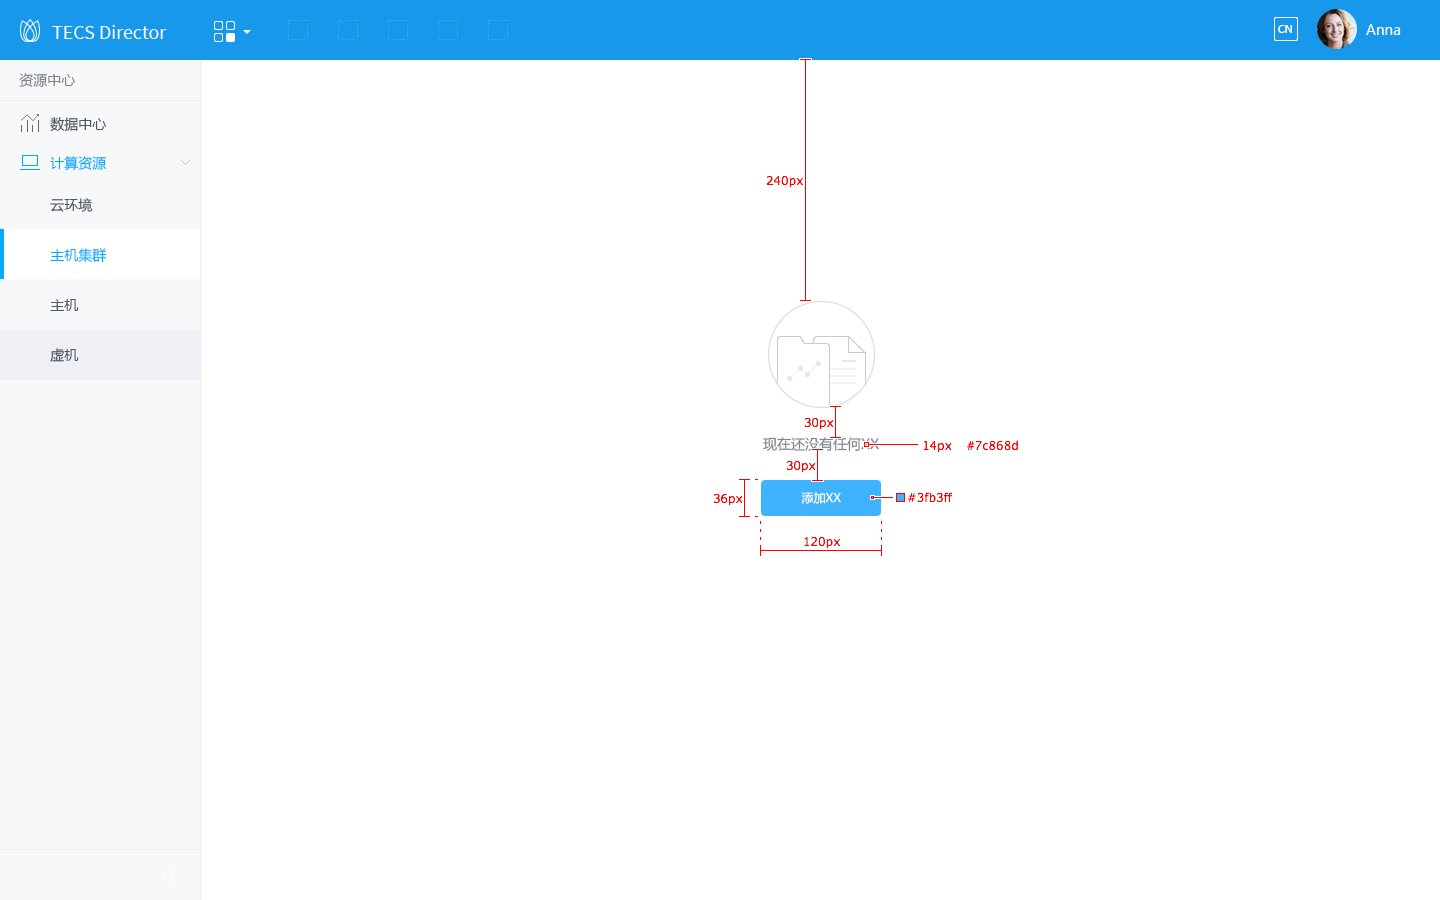 TECS Director
CN
Anna
资源中心
数据中心
计算资源
云环境
主机集群
主机
虚机
240px
30px
现在还没有任何XX
14px #7c868d
30px
36px
添加XX
#3fb3ff
120px